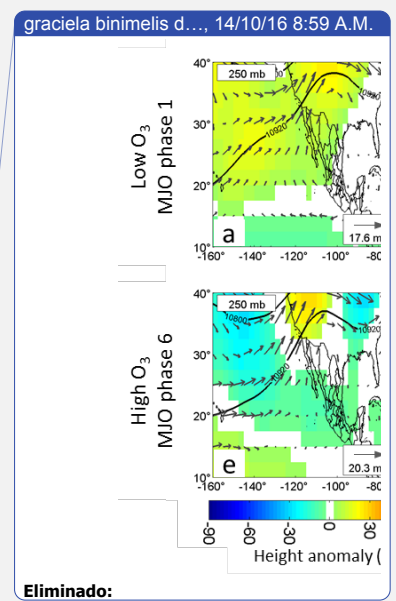 graciela binimelis d..., 14/10/16 8:59 A.M.
Low O₃
MJO phase 1
40°
30°
20°
10°
250 mb
10920
10920
a
17.6 m
-160° -140° -120° -100° -80
High O₃
MJO phase 6
40°
30°
20°
10°
250 mb
10800
10920
10920
e
20.3 m
-160° -140° -120° -100° -80
-90 -30 0 30
Height anomaly (
Eliminado: